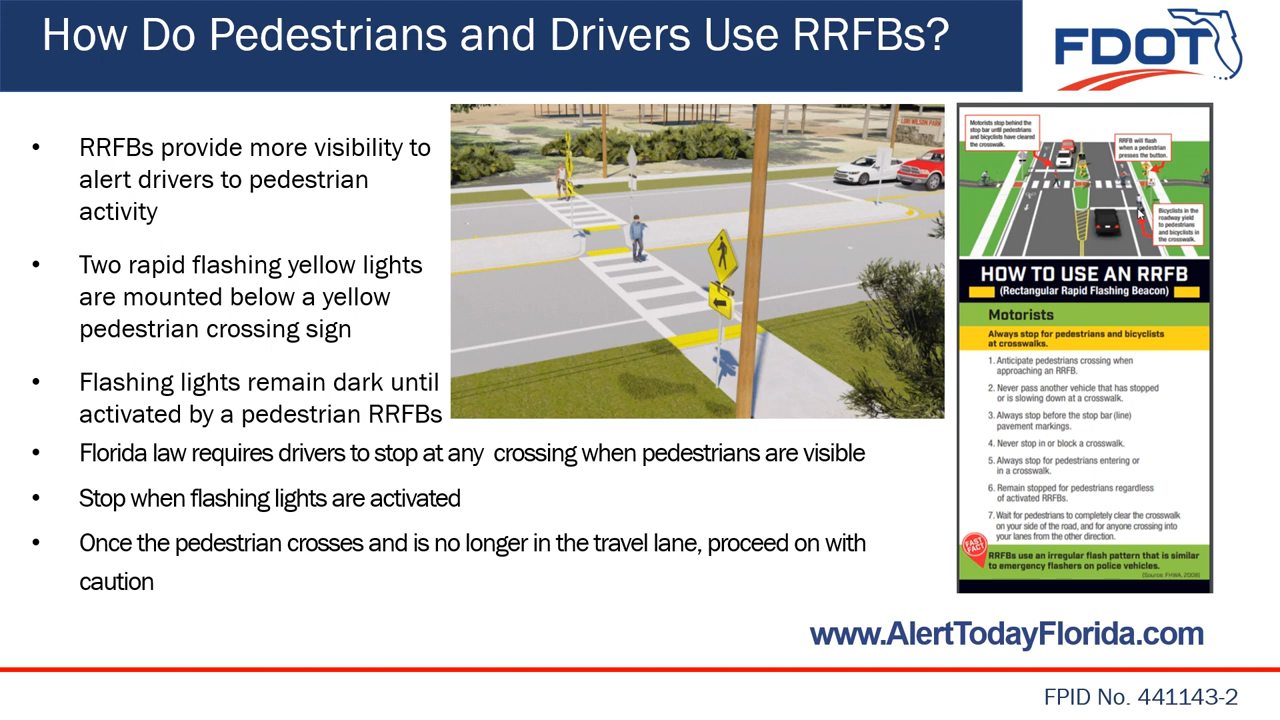 How Do Pedestrians and Drivers Use RRFBs?
FDOT
• RRFBs provide more visibility to
alert drivers to pedestrian
activity
• Two rapid flashing yellow lights
are mounted below a yellow
pedestrian crossing sign
• Flashing lights remain dark until
activated by a pedestrian RRFBs
• Florida law requires drivers to stop at any crossing when pedestrians are visible
• Stop when flashing lights are activated
• Once the pedestrian crosses and is no longer in the travel lane, proceed on with
caution
LORI WILSON PARK
Motorists stop behind the
stop bar until pedestrians
and bicyclists have cleared
the crosswalk.
RRFB will flash
when a pedestrian
presses the button.
Bicyclists in the
roadway yield
to pedestrians
and bicyclists in
the crosswalk.
HOW TO USE AN RRFB
(Rectangular Rapid Flashing Beacon)
Motorists
Always stop for pedestrians and bicyclists
at crosswalks.
1. Anticipate pedestrians crossing when
approaching an RRFB.
2. Never pass another vehicle that has stopped
or is slowing down at a crosswalk.
3. Always stop before the stop bar (line)
pavement markings.
4. Never stop in or block a crosswalk.
5. Always stop for pedestrians entering or
in a crosswalk.
6. Remain stopped for pedestrians regardless
of activated RRFBs.
7. Wait for pedestrians to completely clear the crosswalk
on your side of the road, and for anyone crossing into
your lanes from the other direction.
FAST
FACT
RRFBs use an irregular flash pattern that is similar
to emergency flashers on police vehicles.
(Source: FHWA, 2009)
www.AlertTodayFlorida.com
FPID No. 441143-2